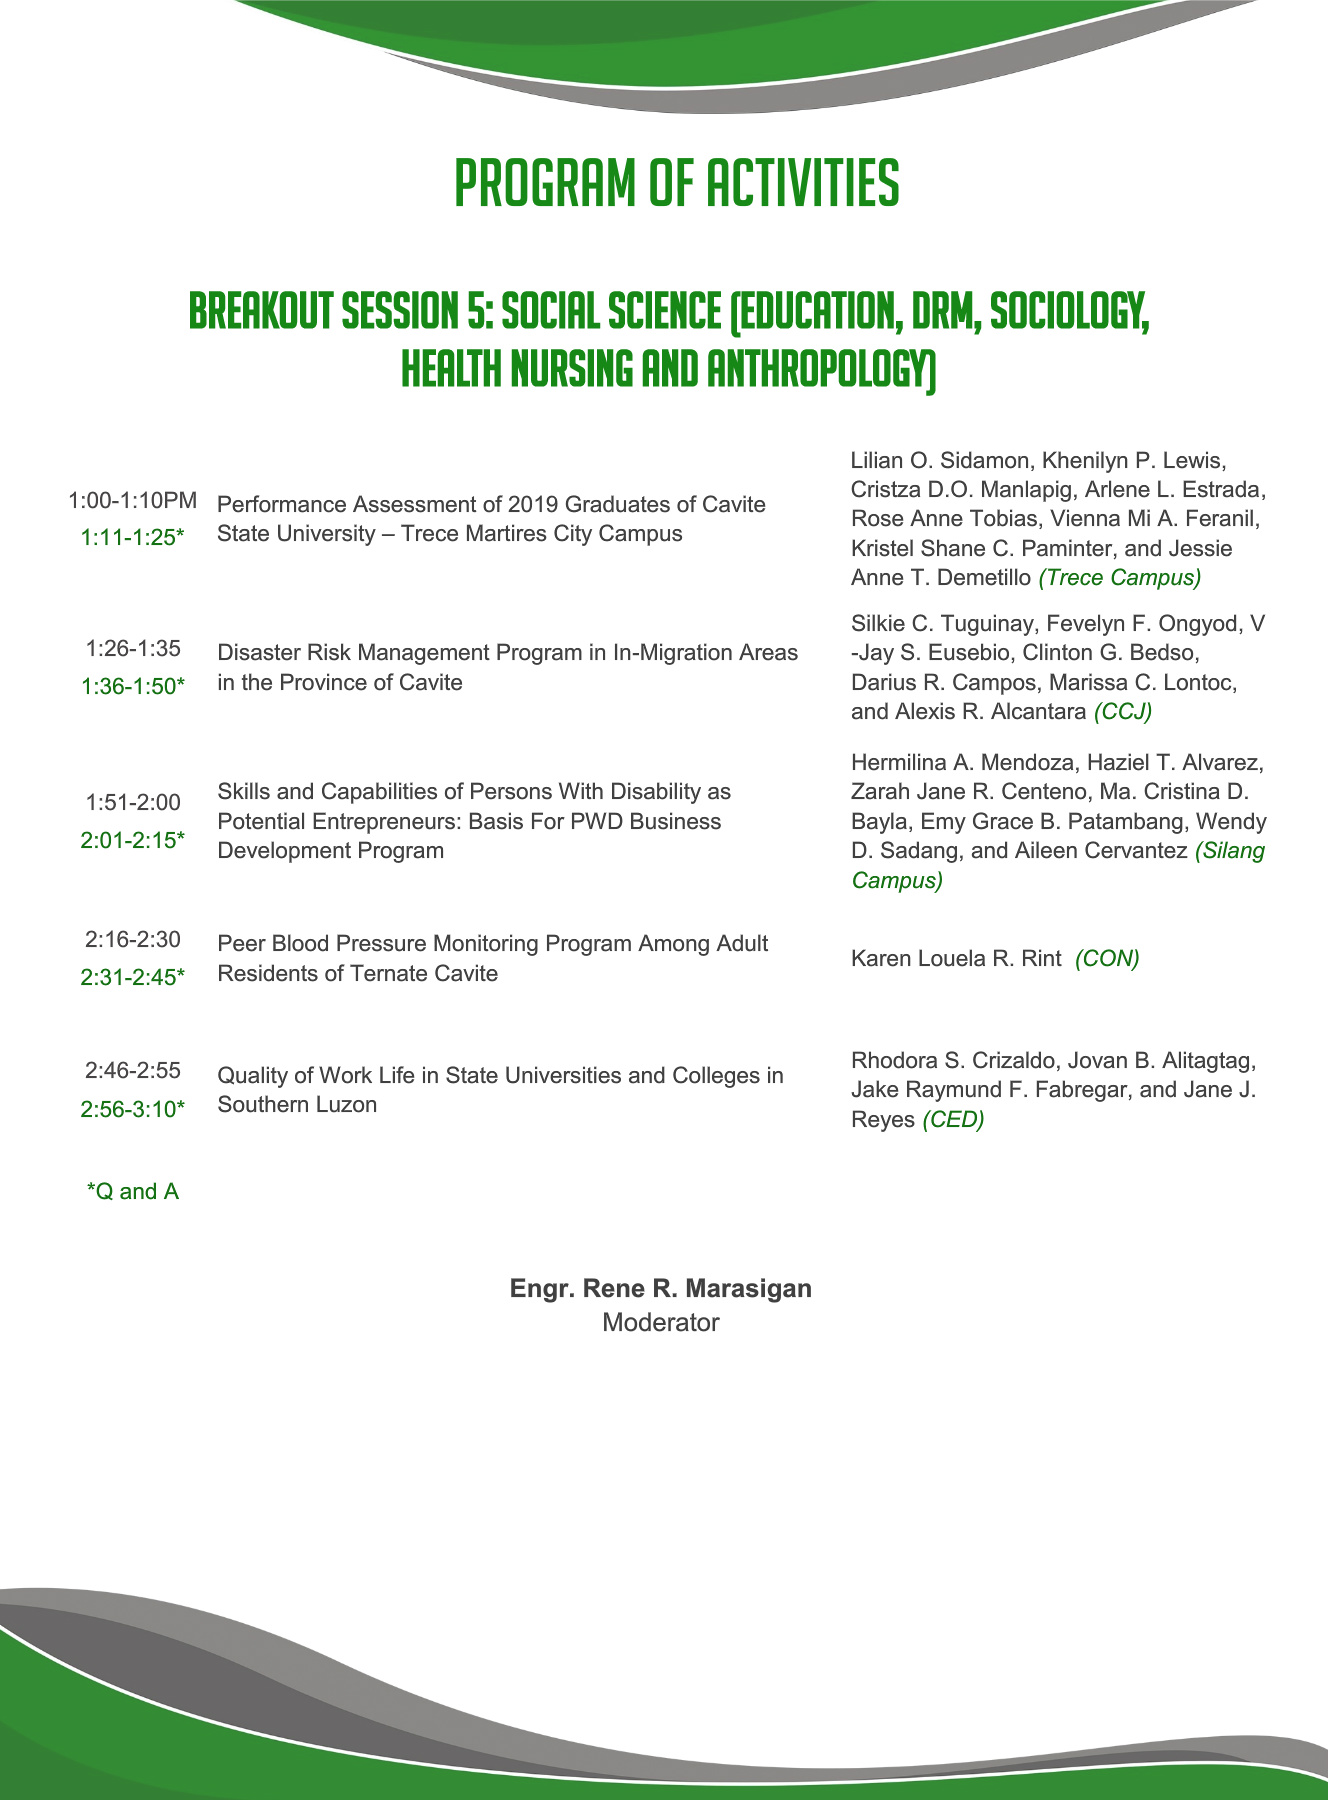 PROGRAM OF ACTIVITIES
BREAKOUT SESSION 5: SOCIAL SCIENCE (EDUCATION, DRM, SOCIOLOGY,
HEALTH NURSING AND ANTHROPOLOGY)
1:00-1:10PM
1:11-1:25*
Performance Assessment of 2019 Graduates of Cavite
State University – Trece Martires City Campus
Lilian O. Sidamon, Khenilyn P. Lewis,
Cristza D.O. Manlapig, Arlene L. Estrada,
Rose Anne Tobias, Vienna Mi A. Feranil,
Kristel Shane C. Paminter, and Jessie
Anne T. Demetillo (Trece Campus)
1:26-1:35
1:36-1:50*
Disaster Risk Management Program in In-Migration Areas
in the Province of Cavite
Silkie C. Tuguinay, Fevelyn F. Ongyod, V
-Jay S. Eusebio, Clinton G. Bedso,
Darius R. Campos, Marissa C. Lontoc,
and Alexis R. Alcantara (CCJ)
1:51-2:00
2:01-2:15*
Skills and Capabilities of Persons With Disability as
Potential Entrepreneurs: Basis For PWD Business
Development Program
Hermilina A. Mendoza, Haziel T. Alvarez,
Zarah Jane R. Centeno, Ma. Cristina D.
Bayla, Emy Grace B. Patambang, Wendy
D. Sadang, and Aileen Cervantez (Silang
Campus)
2:16-2:30
2:31-2:45*
Peer Blood Pressure Monitoring Program Among Adult
Residents of Ternate Cavite
Karen Louela R. Rint (CON)
2:46-2:55
2:56-3:10*
Quality of Work Life in State Universities and Colleges in
Southern Luzon
Rhodora S. Crizaldo, Jovan B. Alitagtag,
Jake Raymund F. Fabregar, and Jane J.
Reyes (CED)
*Q and A
Engr. Rene R. Marasigan
Moderator